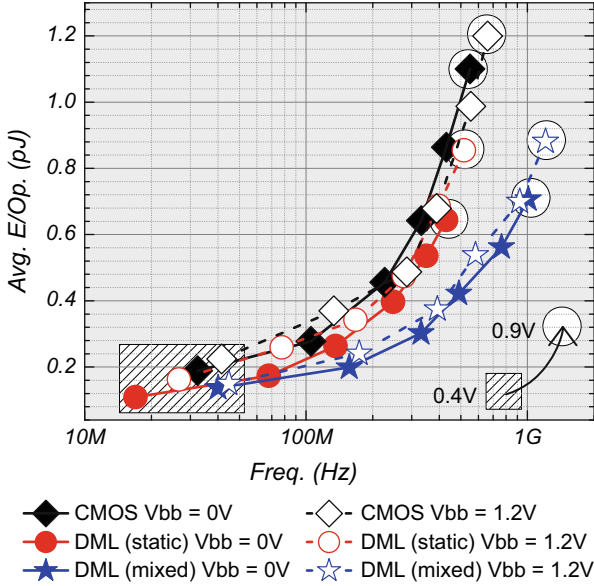 Avg. E/Op. (pJ)
1.2
1.0
0.8
0.6
0.4
0.2
0.9V
0.4V
10M
100M
1G
Freq. (Hz)
CMOS Vbb = 0V
CMOS Vbb = 1.2V
DML (static) Vbb = 0V
DML (static) Vbb = 1.2V
DML (mixed) Vbb = 0V
DML (mixed) Vbb = 1.2V